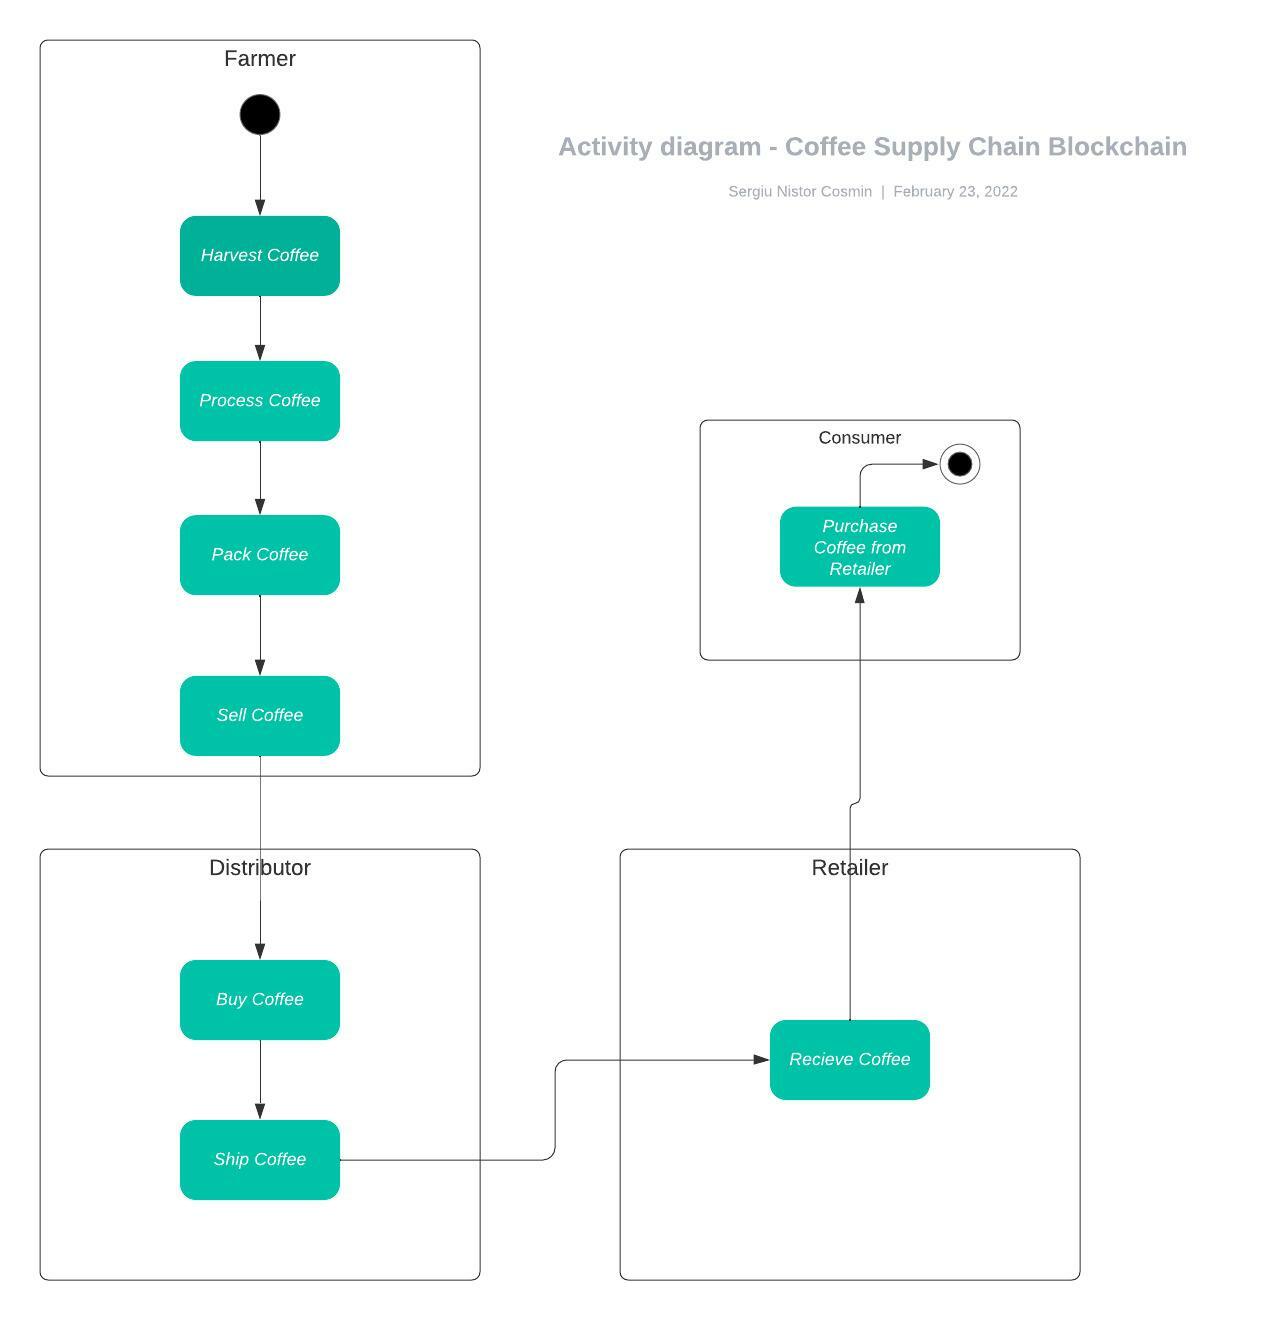 Farmer
Activity diagram - Coffee Supply Chain Blockchain
Sergiu Nistor Cosmin | February 23, 2022
Harvest Coffee
Process Coffee
Pack Coffee
Sell Coffee
Distributor
Buy Coffee
Ship Coffee
Retailer
Recieve Coffee
Consumer
Purchase
Coffee from
Retailer